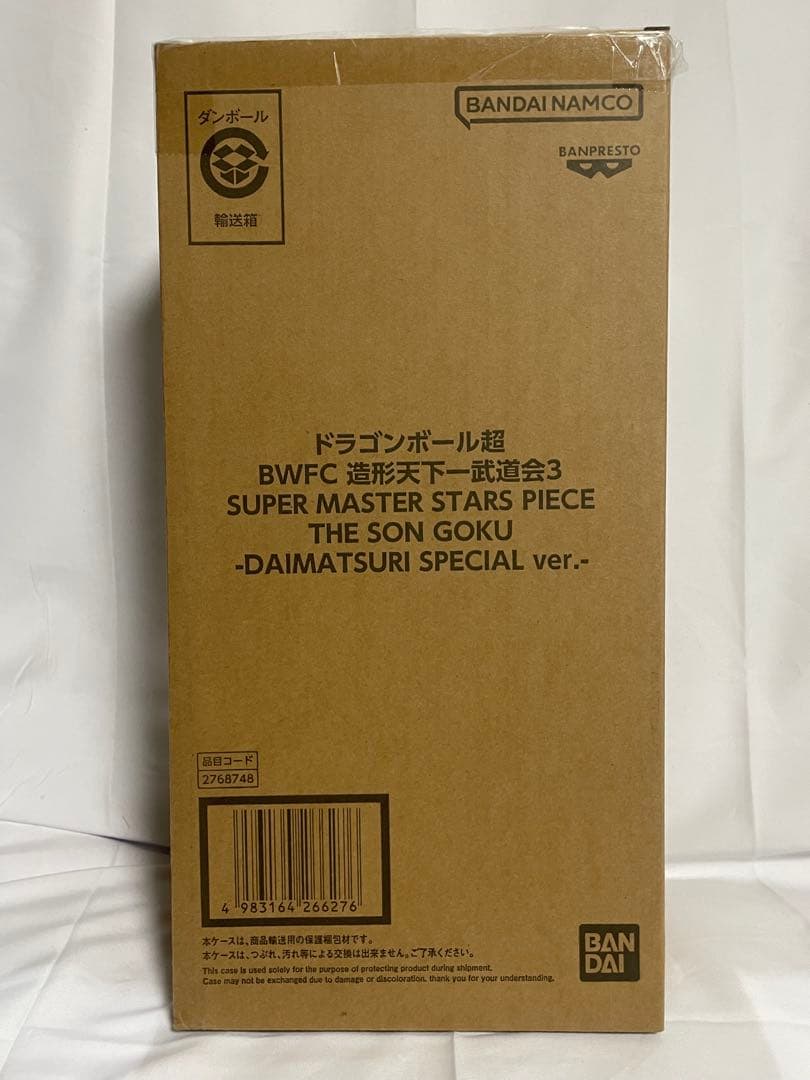 ダンボール
輸送箱
BANDAI NAMCO
BANPRESTO
ドラゴンボール超
BWFC 造形天下一武道会3
SUPER MASTER STARS PIECE
THE SON GOKU
-DAIMATSURI SPECIAL ver.-
品目コード
2768748
4 983164 266276
本ケースは、商品輸送用の保護梱包材です。
本ケースは、つぶれ、汚れ等による交換は出来ません。ご了承ください。
This case is used solely for the purpose of protecting product during shipment.
Case may not be exchanged due to damage or discoloration. thank you for your understanding.
BAN
DAI